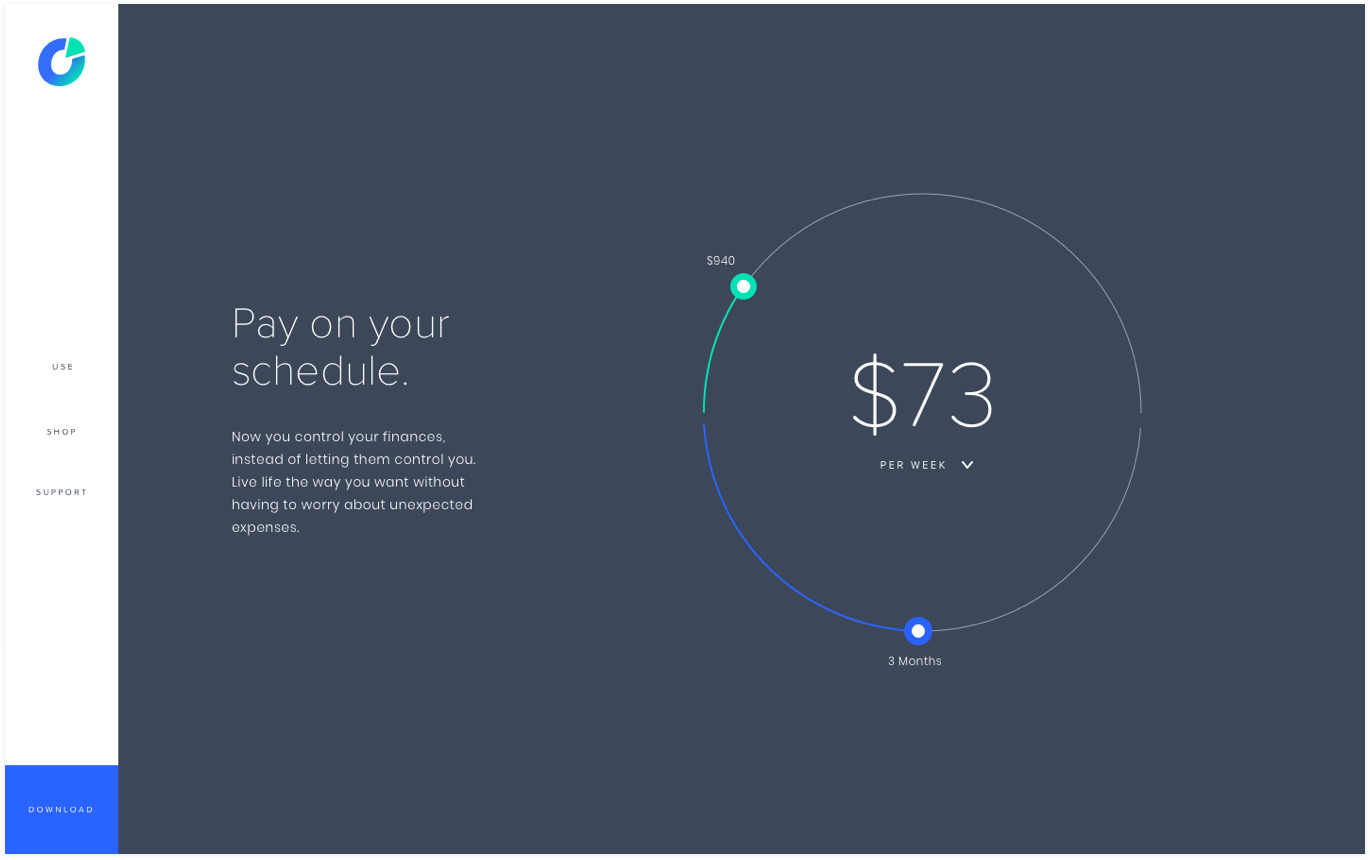 USE
SHOP
SUPPORT
DOWNLOAD
Pay on your
schedule.
Now you control your finances,
instead of letting them control you.
Live life the way you want without
having to worry about unexpected
expenses.
$940
$73
PER WEEK
3 Months